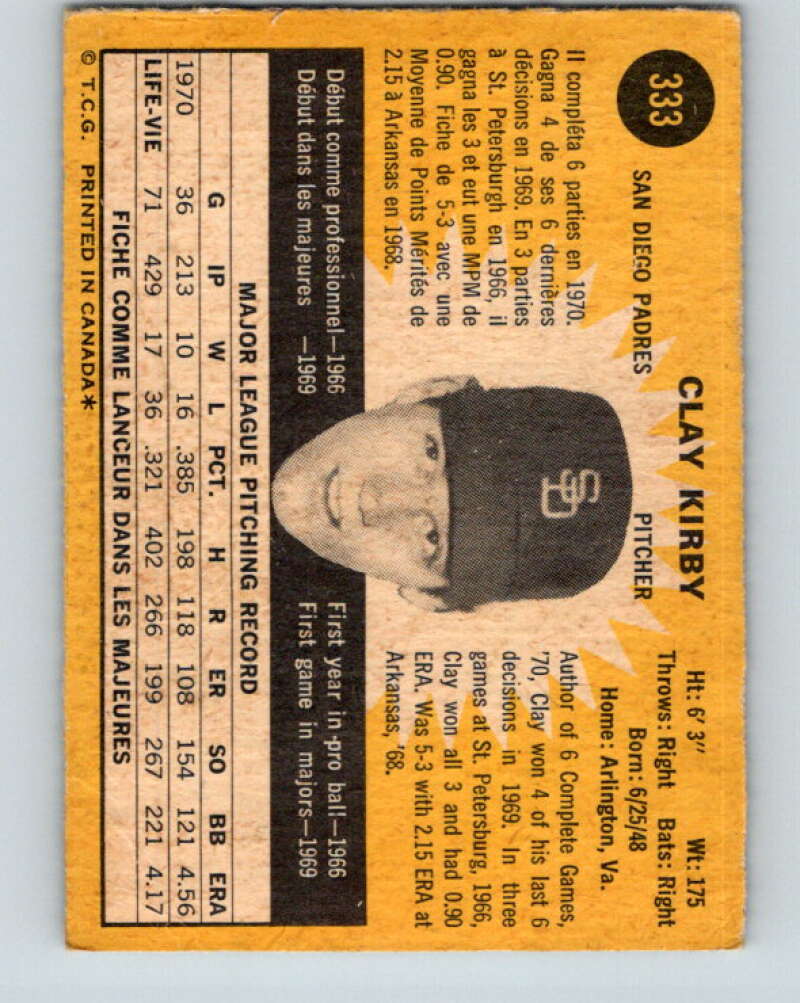 333
CLAY KIRBY
SAN DIEGO PADRES
PITCHER
Ht: 6' 3" Wt: 175
Throws: Right Bats: Right
Born: 6/25/48
Home: Arlington, Va.
Il compléta 6 parties en 1970.
Gagna 4 de ses 6 dernières
décisions en 1969. En 3 parties
à St. Petersburgh en 1966, il
gagna les 3 et eut une MPM de
0.90. Fiche de 5-3 avec une
Moyenne de Points Mérités de
2.15 à Arkansas en 1968.
SD
Author of 6 Complete Games,
'70, Clay won 4 of his last 6
decisions in 1969. In three
games at St. Petersburg, 1966,
Clay won all 3 and had 0.90
ERA. Was 5-3 with 2.15 ERA at
Arkansas, '68.
Début comme professionnel—1966
Début dans les majeures —1969
First year in pro ball—1966
First game in majors—1969
MAJOR LEAGUE PITCHING RECORD
G IP W L PCT. H R ER SO BB ERA
1970 36 213 10 16 .385 198 118 108 154 121 4.56
LIFE-VIE 71 429 17 36 .321 402 266 199 267 221 4.17
FICHE COMME LANCEUR DANS LES MAJEURES
© T.C.G. PRINTED IN CANADA*